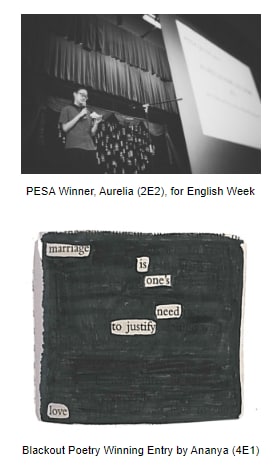 PESA Winner, Aurelia (2E2), for English Week
marriage
is
one's
need
to justify
love
Blackout Poetry Winning Entry by Ananya (4E1)